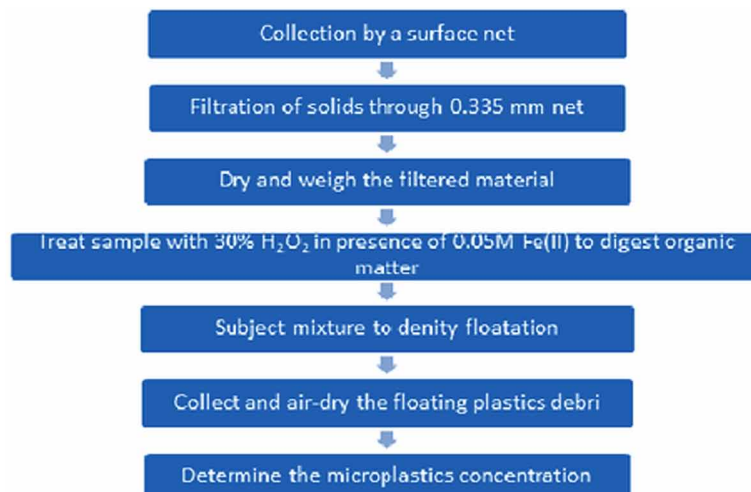 Collection by a surface net
Filtration of solids through 0.335 mm net
Dry and weigh the filtered material
Treat sample with 30% H₂O₂ in presence of 0.05M Fe(II) to digest organic
matter
Subject mixture to denity floatation
Collect and air-dry the floating plastics debri
Determine the microplastics concentration